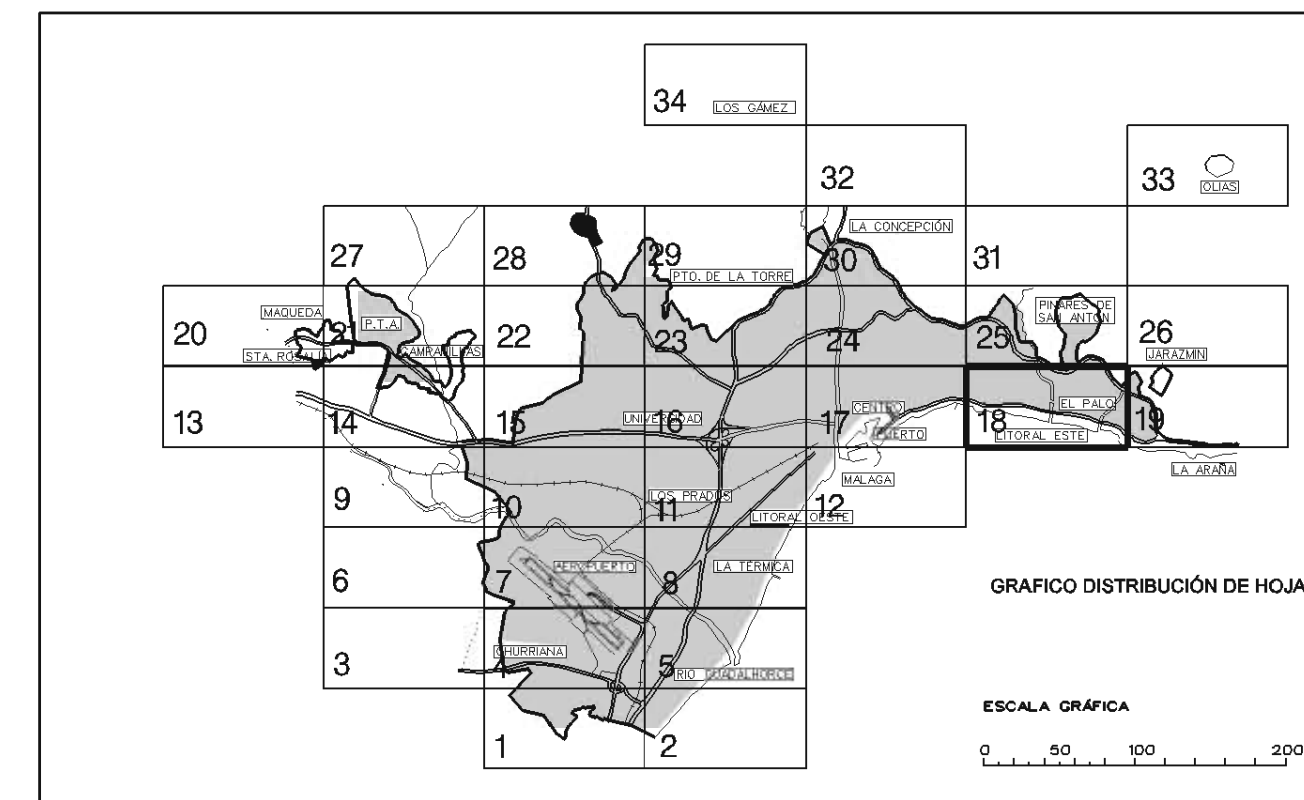 34 LOS GÁMEZ
32
33
OLIAS
LA CONCEPCIÓN
27
28
29
30
31
PTO. DE LA TORRE
MAQUEDA
P.T.A.
PINARES DE
SAN ANTON
20
STA. ROSALIA
CAMPANILLAS
22
23
24
25
26
JARAZMIN
13
14
15
UNIVERSIDAD
16
17
CENTRO
PUERTO
18
EL PALO
LITORAL ESTE
19
LA ARAÑA
MALAGA
9
10
LOS PRADOS
11
LITORAL OESTE
12
6
7
AEROPUERTO
8
LA TERMICA
GRAFICO DISTRIBUCIÓN DE HOJA
3
CHURRIANA
5
RIO GUADALHORCE
1
2
ESCALA GRÁFICA
0 50 100 200